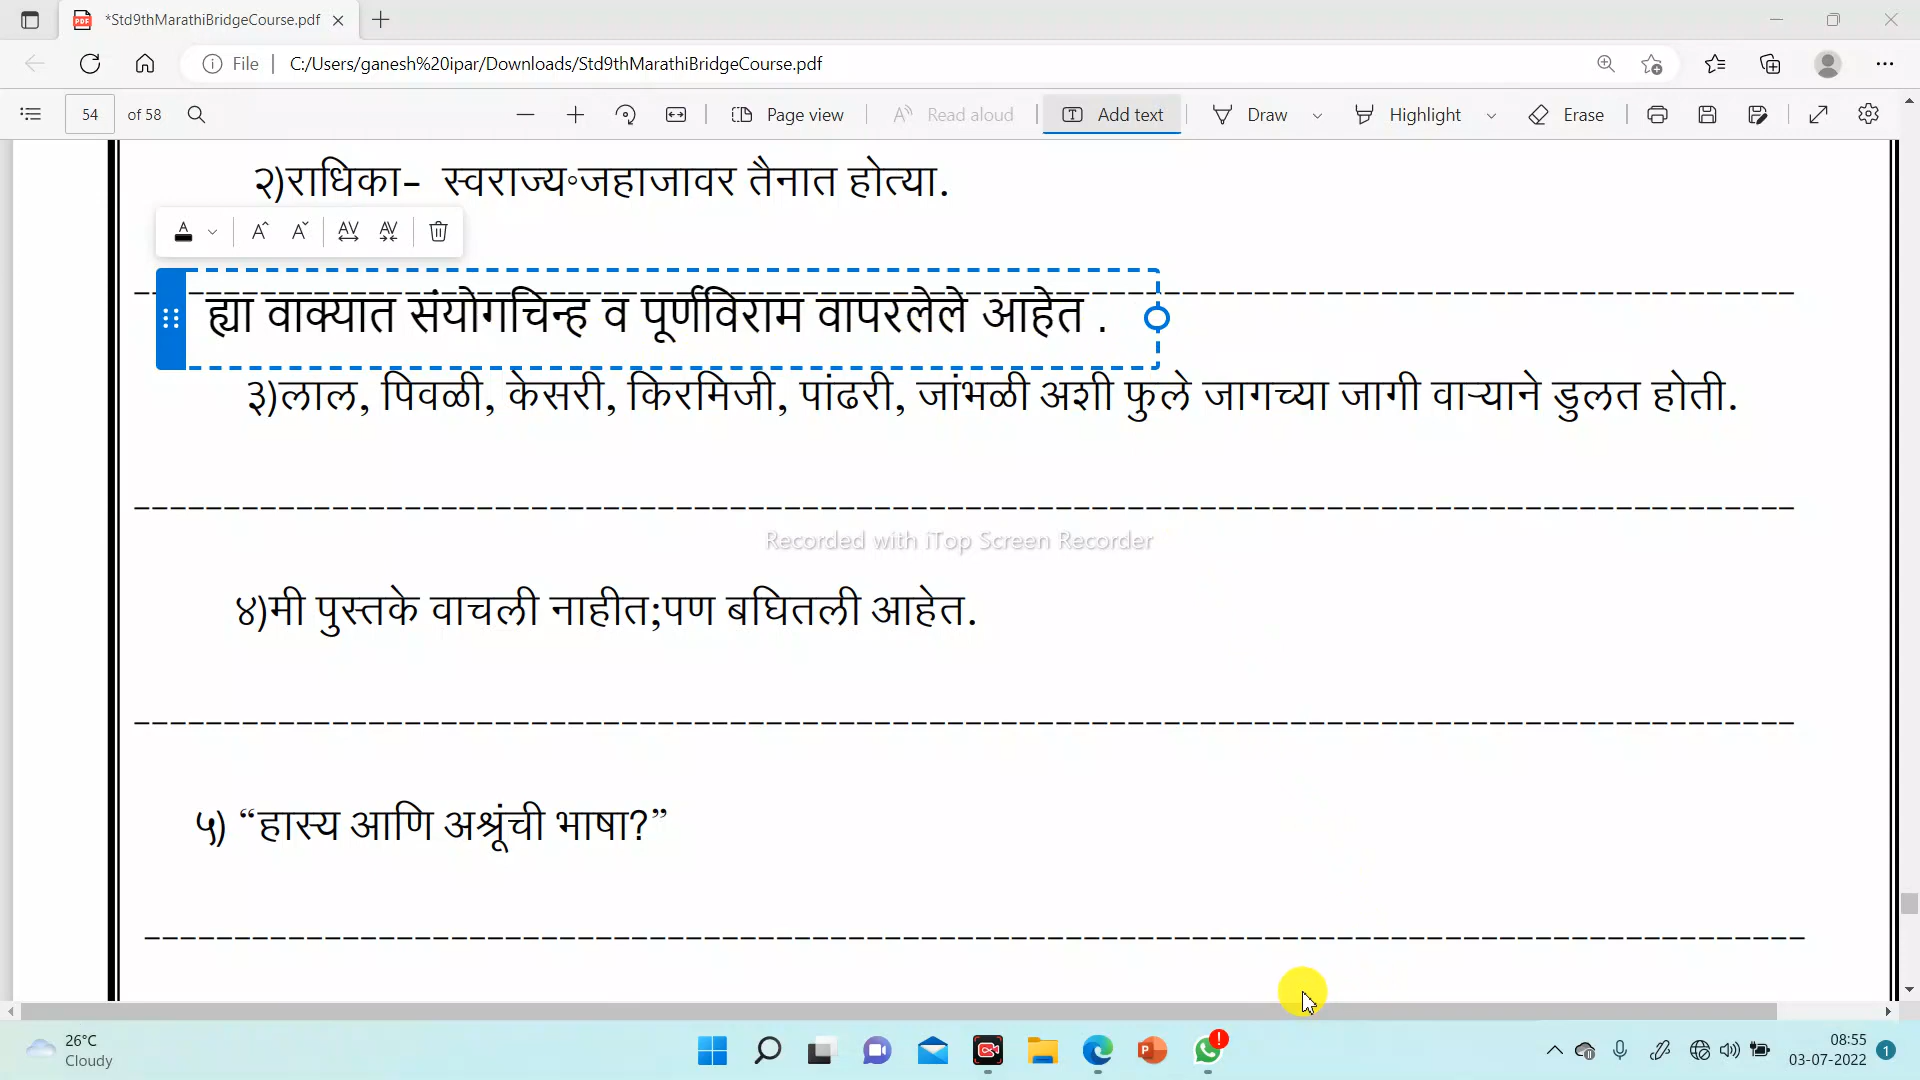 *Std9thMarathiBridgeCourse.pdf
File C:/Users/ganesh%20ipar/Downloads/Std9thMarathiBridgeCourse.pdf
54 of 58 Page view Read aloud Add text Draw Highlight Erase
२)राधिका- स्वराज्य॰जहाजावर तैनात होत्या.
ह्या वाक्यात संयोगचिन्ह व पूर्णविराम वापरलेले आहेत .
३)लाल, पिवळी, केसरी, किरमिजी, पांढरी, जांभळी अशी फुले जागच्या जागी वाऱ्याने डुलत होती.
Recorded with iTop Screen Recorder
४)मी पुस्तके वाचली नाहीत;पण बघितली आहेत.
५) “हास्य आणि अश्रूंची भाषा?”
26°C
Cloudy
08:55
03-07-2022
1